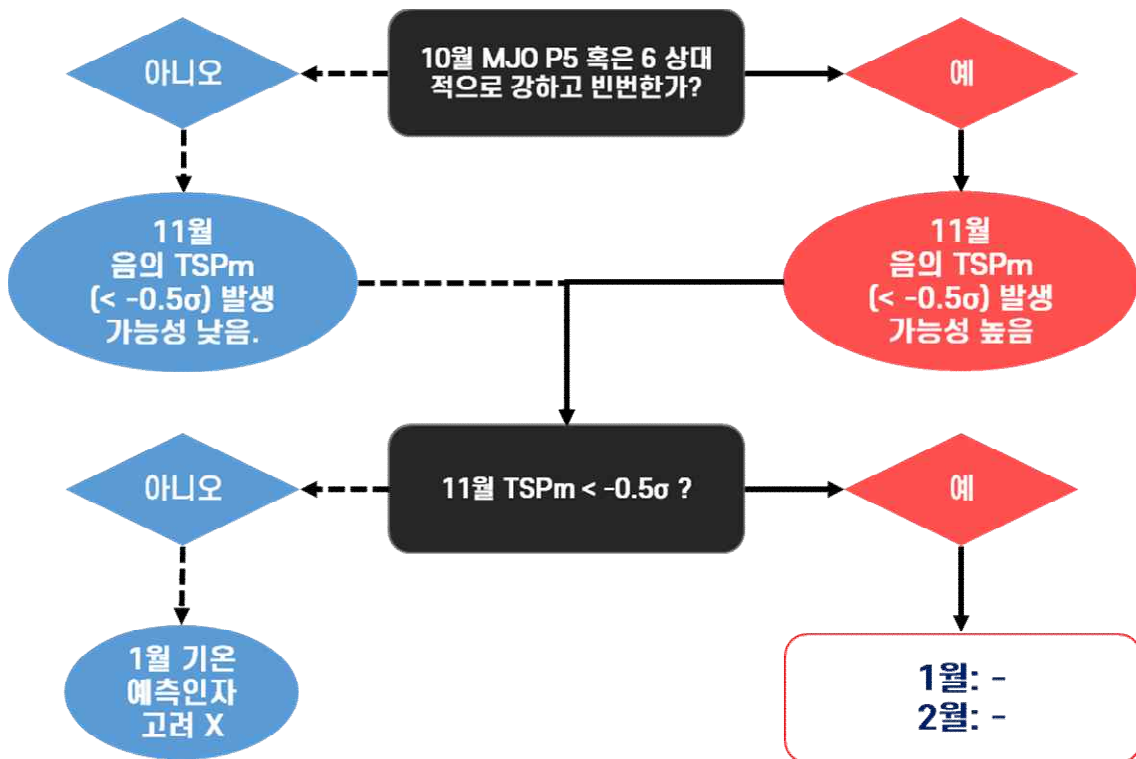 아니오
10월 MJO P5 혹은 6 상대
적으로 강하고 빈번한가?
예
11월
음의 TSPm
(< -0.5σ) 발생
가능성 낮음.
11월
음의 TSPm
(< -0.5σ) 발생
가능성 높음
아니오
11월 TSPm < -0.5σ ?
예
1월 기온
예측인자
고려 X
1월: -
2월: -